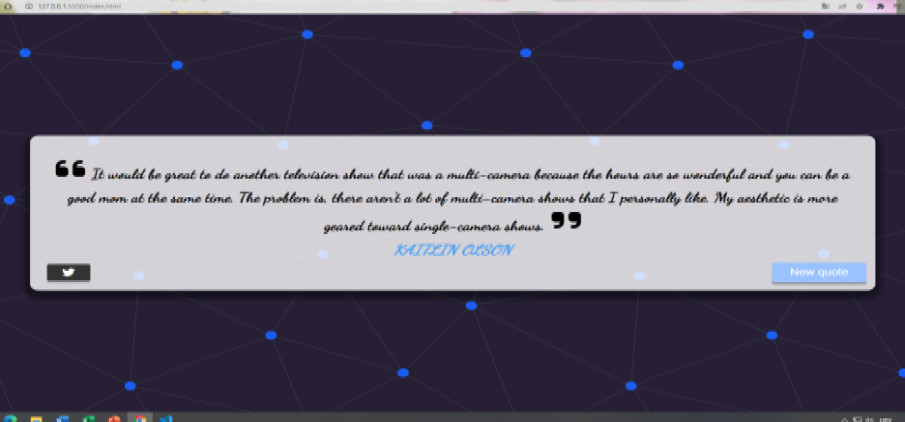 127.0.0.1:5500/index.html
It would be great to do another television show that was a multi-camera because the hours are so wonderful and you can be a
good mom at the same time. The problem is, there aren't a lot of multi-camera shows that I personally like. My aesthetic is more
geared toward single-camera shows.
KAITLIN OLSON
New quote